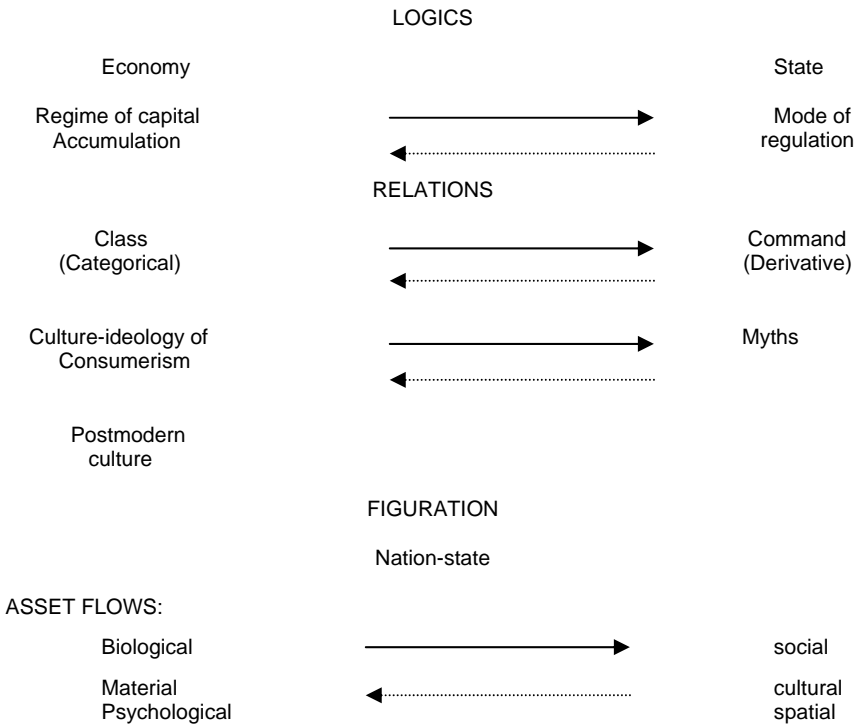 LOGICS
Economy State
Regime of capital Mode of
Accumulation regulation
RELATIONS
Class Command
(Categorical) (Derivative)
Culture-ideology of Myths
Consumerism
Postmodern
culture
FIGURATION
Nation-state
ASSET FLOWS:
Biological social
Material cultural
Psychological spatial